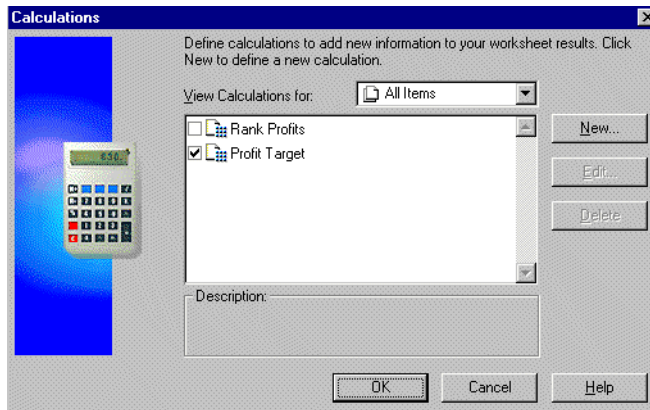 Calculations
Define calculations to add new information to your worksheet results. Click
New to define a new calculation.
View Calculations for:
All Items
Rank Profits
New...
Profit Target
Edit...
Delete
630.
Description:
OK
Cancel
Help